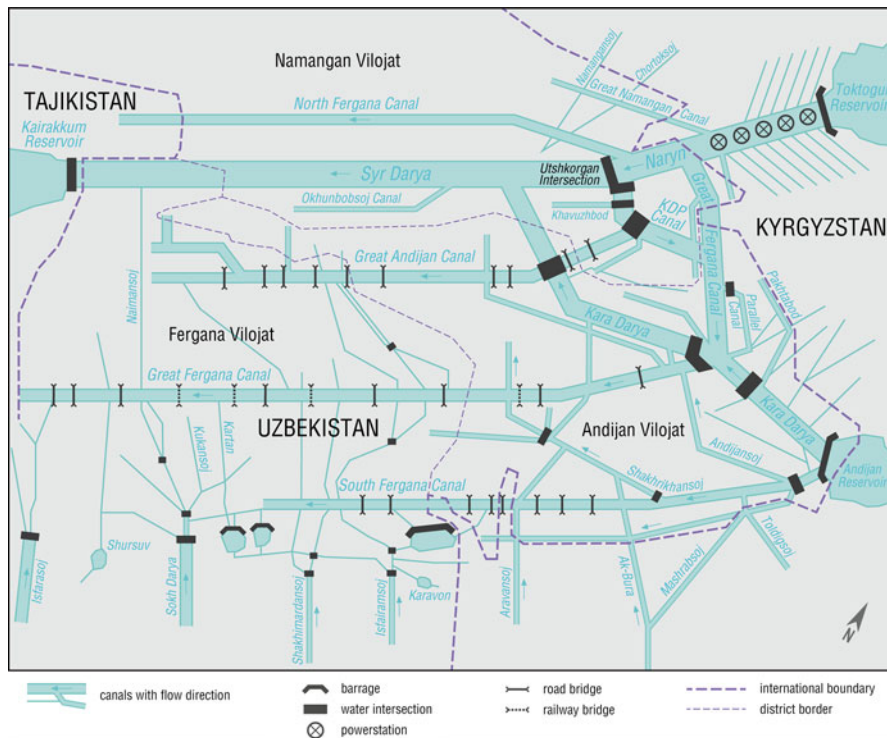 Namangan Vilojat
Namangansoj
Chortoksoj
Great Namangan Canal
Toktogul
Reservoir
TAJIKISTAN
North Fergana Canal
Kairakkum
Reservoir
Naryn
Utshkorgan
Intersection
Syr Darya
Okhunbobsoj Canal
Khavuzhbod
KDP
Canal
Great Fergana Canal
KYRGYZSTAN
Great Andijan Canal
Naimansoj
Kara Darya
Parallel
Canal
Pakhtabod
Fergana Vilojat
Great Fergana Canal
Kara Darya
UZBEKISTAN
Andijan Vilojat
Kukansoj
Kartan
Andijansoj
Shakhrikhansoj
Andijan
Reservoir
South Fergana Canal
Shursuv
Isfarasoj
Sokh Darya
Shakhimardansoj
Isfairamsoj
Karavon
Aravansoj
Ak-Bura
Mashrabsoj
Toldigsoj
N
canals with flow direction
barrage
water intersection
powerstation
road bridge
railway bridge
international boundary
district border